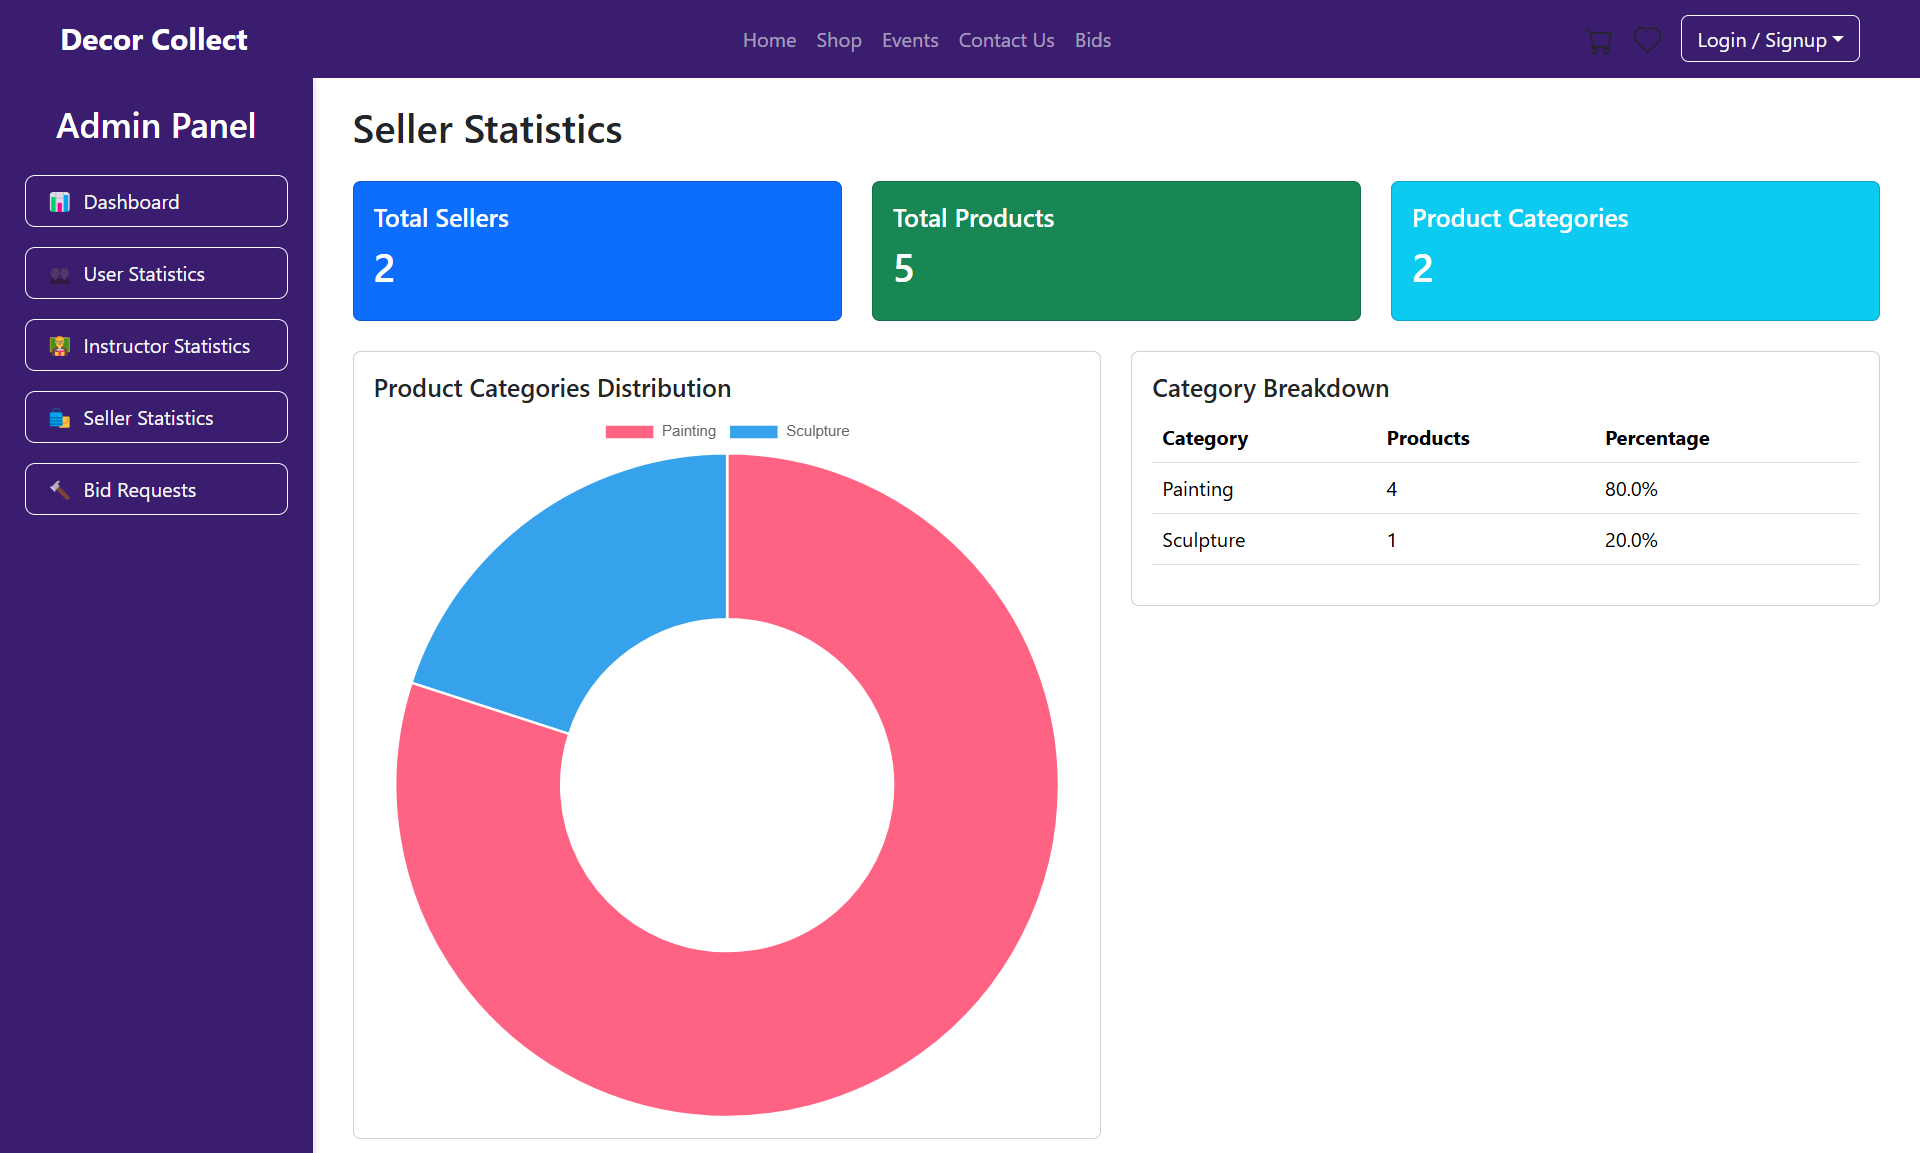 Decor Collect
Home Shop Events Contact Us Bids
Login / Signup
Admin Panel
Dashboard
User Statistics
Instructor Statistics
Seller Statistics
Bid Requests
Seller Statistics
Total Sellers
2
Total Products
5
Product Categories
2
Product Categories Distribution
Painting Sculpture
Category Breakdown
Category Products Percentage
Painting 4 80.0%
Sculpture 1 20.0%